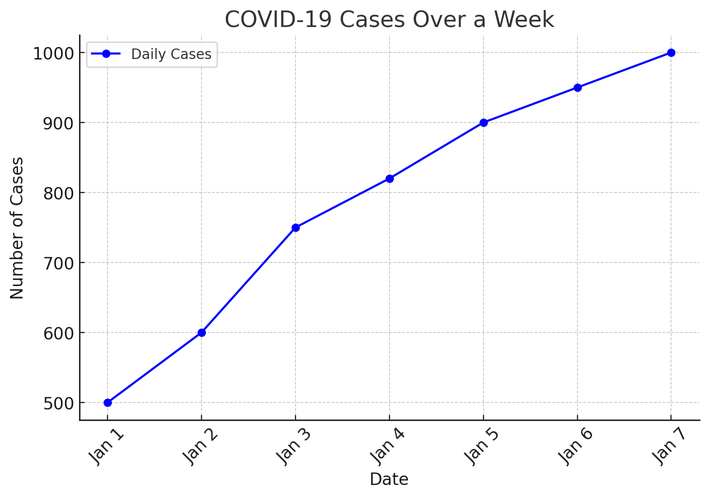 COVID-19 Cases Over a Week
Daily Cases
Number of Cases
1000
900
800
700
600
500
Jan 1
Jan 2
Jan 3
Jan 4
Jan 5
Jan 6
Jan 7
Date